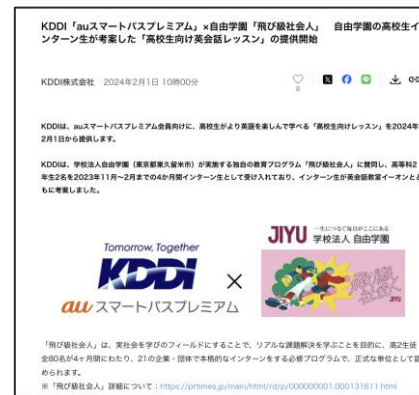 KDDI「auスマートパスプレミアム」×自由学園「飛び級社会人」　自由学園の高校生イ
ンターン生が考案した「高校生向け英会話レッスン」の提供開始
KDDI株式会社　2024年2月1日 10時00分
8
KDDIは、auスマートパスプレミアム会員向けに、高校生がより英語を楽しんで学べる「高校生向けレッスン」を2024年
2月1日から提供します。
KDDIは、学校法人自由学園（東京都東久留米市）が実施する独自の教育プログラム「飛び級社会人」に賛同し、高等科2
年生2名を2023年11月～2月までの4か月間インターン生として受け入れており、インターン生が英会話教室イーオンとと
もに考案しました。
Tomorrow, Together
KDDI
au スマートパスプレミアム
×
JIYU 一生につながる毎日がここにある
学校法人 自由学園
飛び級
社会人
「飛び級社会人」は、実社会を学びのフィールドにすることで、リアルな課題解決を学ぶことを目的に、高2生徒
全80名が4ヶ月間にわたり、21の企業・団体で本格的なインターンをする必修プログラムで、正式な単位として認
められます。
※「飛び級社会人」詳細について：https://prtimes.jp/main/html/rd/p/000000001.000131611.html